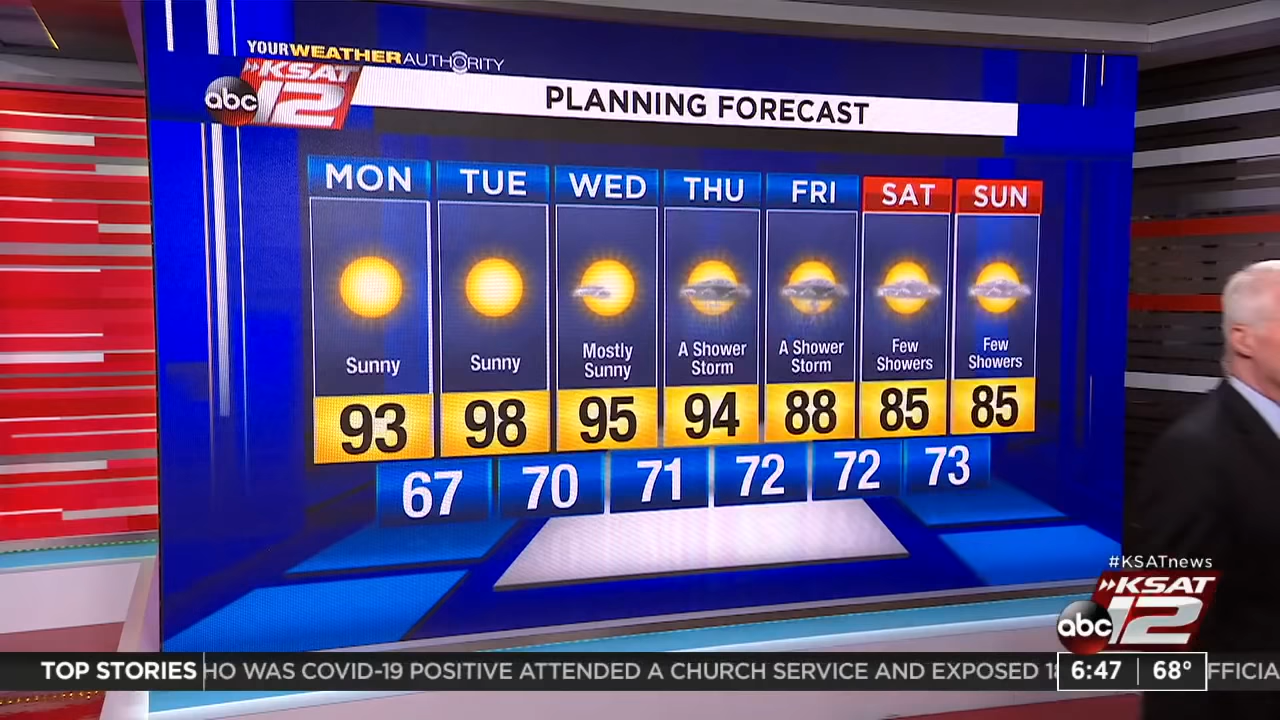 YOUR WEATHER AUTHORITY
KSAT
abc 12
PLANNING FORECAST
MON TUE WED THU FRI SAT SUN
Sunny
Sunny
Mostly
Sunny
A Shower
Storm
A Shower
Storm
Few
Showers
Few
Showers
93 98 95 94 88 85 85
67 70 71 72 72 73
#KSATnews
KSAT
abc 12
TOP STORIES HO WAS COVID-19 POSITIVE ATTENDED A CHURCH SERVICE AND EXPOSED 18 6:47 68° FFICIA